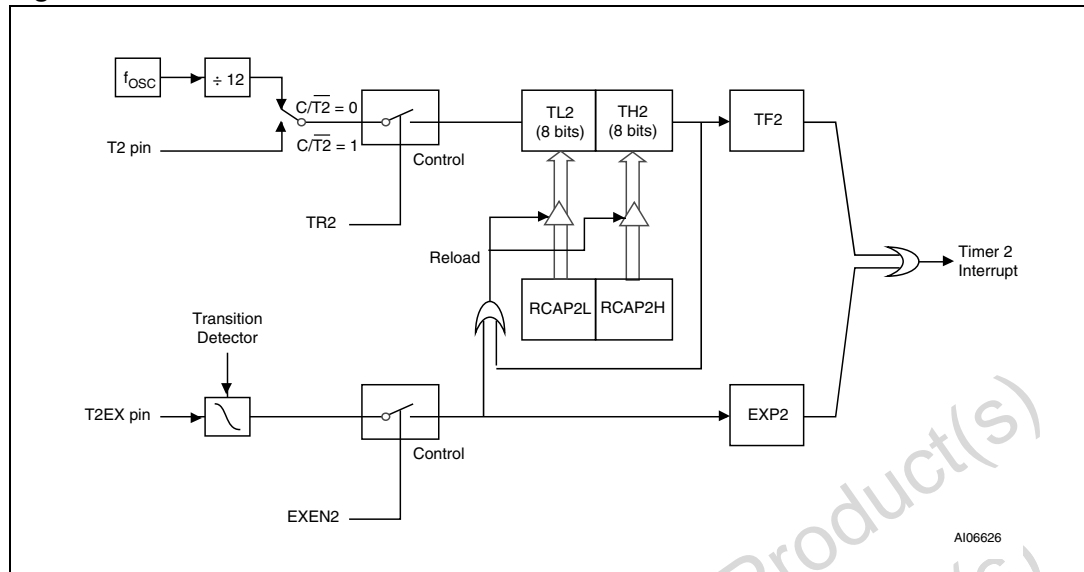 fOSC
÷ 12
C/T2 = 0
C/T2 = 1
T2 pin
Control
TR2
TL2
(8 bits)
TH2
(8 bits)
TF2
Reload
RCAP2L
RCAP2H
Timer 2
Interrupt
Transition
Detector
T2EX pin
Control
EXP2
EXEN2
AI06626
Product(s)